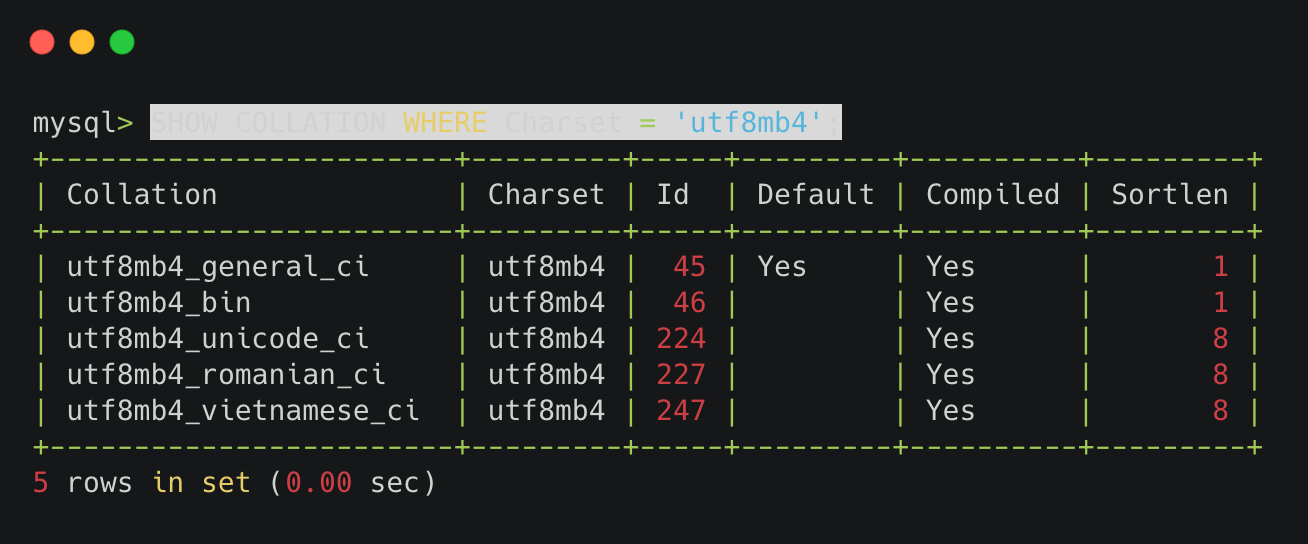 mysql> SHOW COLLATION WHERE Charset = 'utf8mb4';
+------------------------+---------+-----+---------+----------+---------+
| Collation              | Charset | Id  | Default | Compiled | Sortlen |
+------------------------+---------+-----+---------+----------+---------+
| utf8mb4_general_ci     | utf8mb4 |  45 | Yes     | Yes      |       1 |
| utf8mb4_bin            | utf8mb4 |  46 |         | Yes      |       1 |
| utf8mb4_unicode_ci     | utf8mb4 | 224 |         | Yes      |       8 |
| utf8mb4_romanian_ci    | utf8mb4 | 227 |         | Yes      |       8 |
| utf8mb4_vietnamese_ci  | utf8mb4 | 247 |         | Yes      |       8 |
+------------------------+---------+-----+---------+----------+---------+
5 rows in set (0.00 sec)